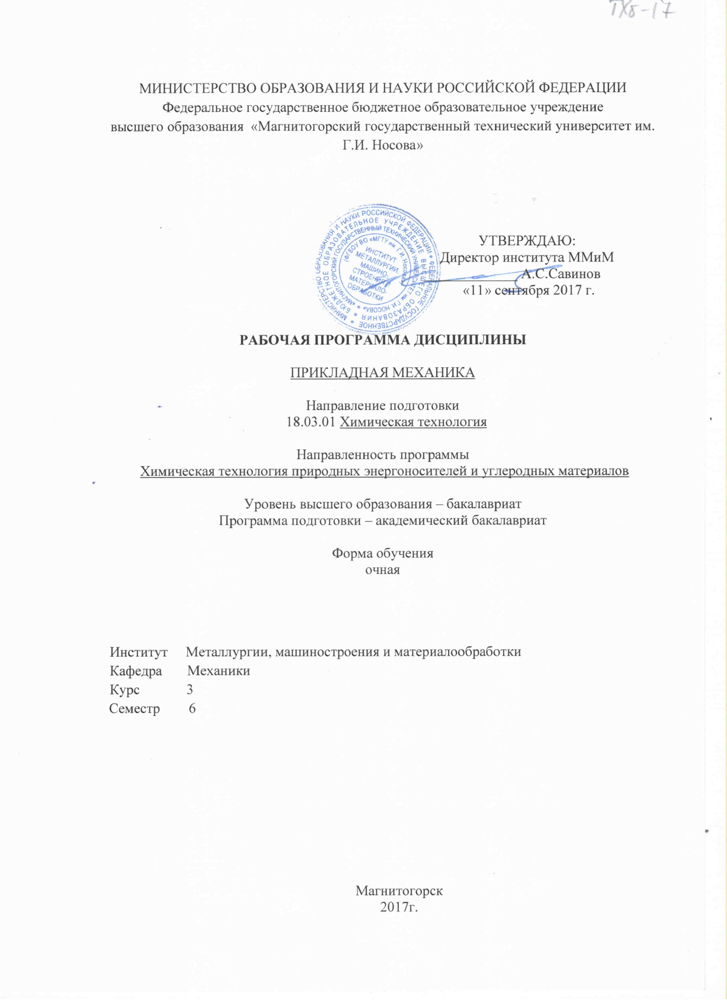 ТХб-17
МИНИСТЕРСТВО ОБРАЗОВАНИЯ И НАУКИ РОССИЙСКОЙ ФЕДЕРАЦИИ
Федеральное государственное бюджетное образовательное учреждение
высшего образования «Магнитогорский государственный технический университет им.
Г.И. Носова»
МИНИСТЕРСТВО ОБРАЗОВАНИЯ И НАУКИ РОССИЙСКОЙ ФЕДЕРАЦИИ * ФЕДЕРАЛЬНОЕ ГОСУДАРСТВЕННОЕ *
БЮДЖЕТНОЕ ОБРАЗОВАТЕЛЬНОЕ УЧРЕЖДЕНИЕ ВЫСШЕГО ОБРАЗОВАНИЯ *
«МАГНИТОГОРСКИЙ ГОСУДАРСТВЕННЫЙ ТЕХНИЧЕСКИЙ УНИВЕРСИТЕТ им Г.И. НОСОВА» *
(ФГБОУ ВО «МГТУ им. Г.И. Носова»)
ИНСТИТУТ
МЕТАЛЛУРГИИ,
МАШИНО-
СТРОЕНИЯ И
МАТЕРИАЛО-
ОБРАБОТКИ
УТВЕРЖДАЮ:
Директор института ММиМ
_____________ А.С.Савинов
«11» сентября 2017 г.
РАБОЧАЯ ПРОГРАММА ДИСЦИПЛИНЫ
ПРИКЛАДНАЯ МЕХАНИКА
Направление подготовки
18.03.01 Химическая технология
Направленность программы
Химическая технология природных энергоносителей и углеродных материалов
Уровень высшего образования – бакалавриат
Программа подготовки – академический бакалавриат
Форма обучения
очная
Институт Металлургии, машиностроения и материалообработки
Кафедра Механики
Курс 3
Семестр 6
Магнитогорск
2017г.